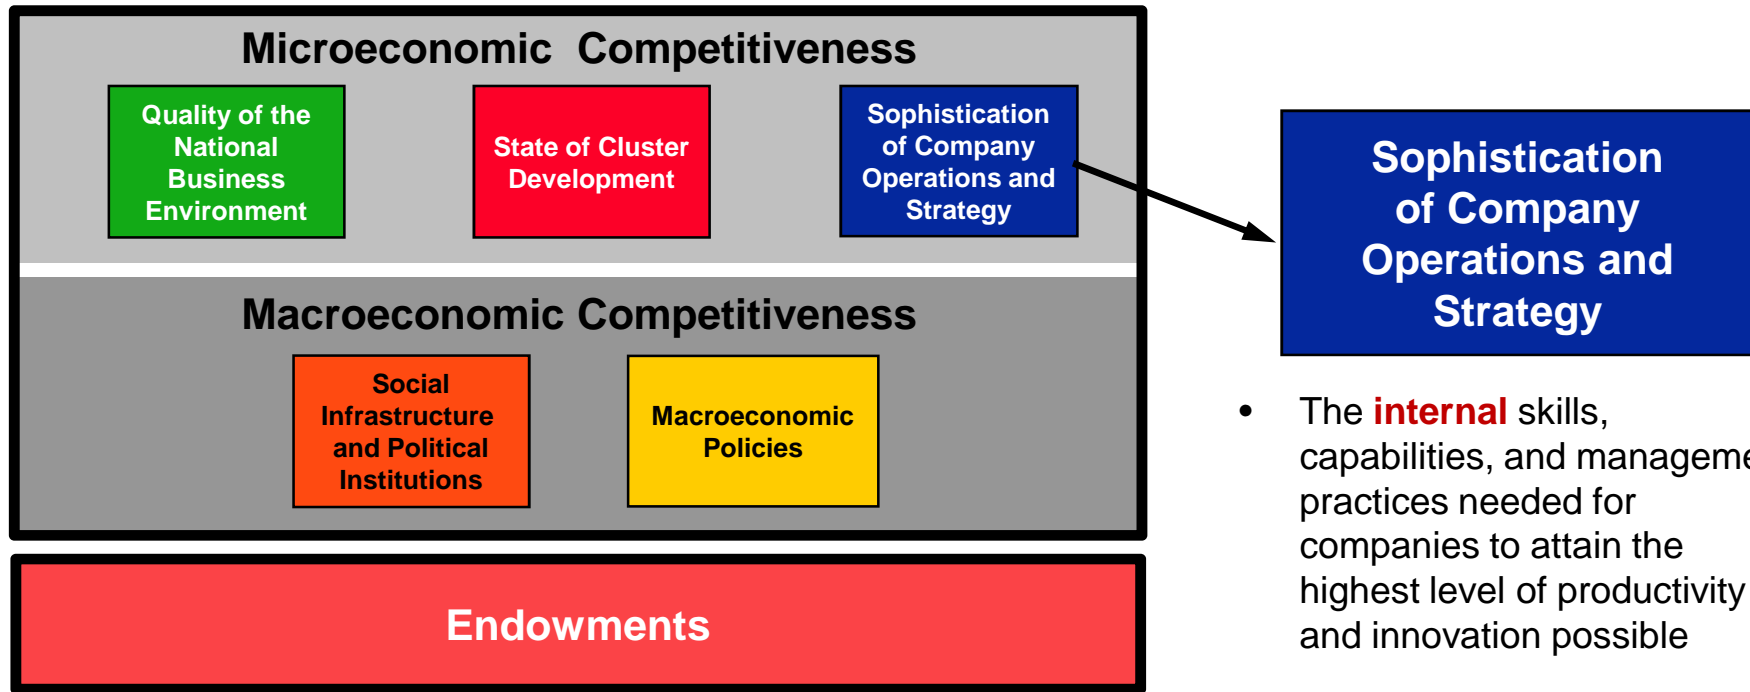 Microeconomic Competitiveness
Quality of the
National
Business
Environment
State of Cluster
Development
Sophistication
of Company
Operations and
Strategy
Macroeconomic Competitiveness
Social
Infrastructure
and Political
Institutions
Macroeconomic
Policies
Endowments
Sophistication
of Company
Operations and
Strategy
• The internal skills,
capabilities, and manageme
practices needed for
companies to attain the
highest level of productivity
and innovation possible